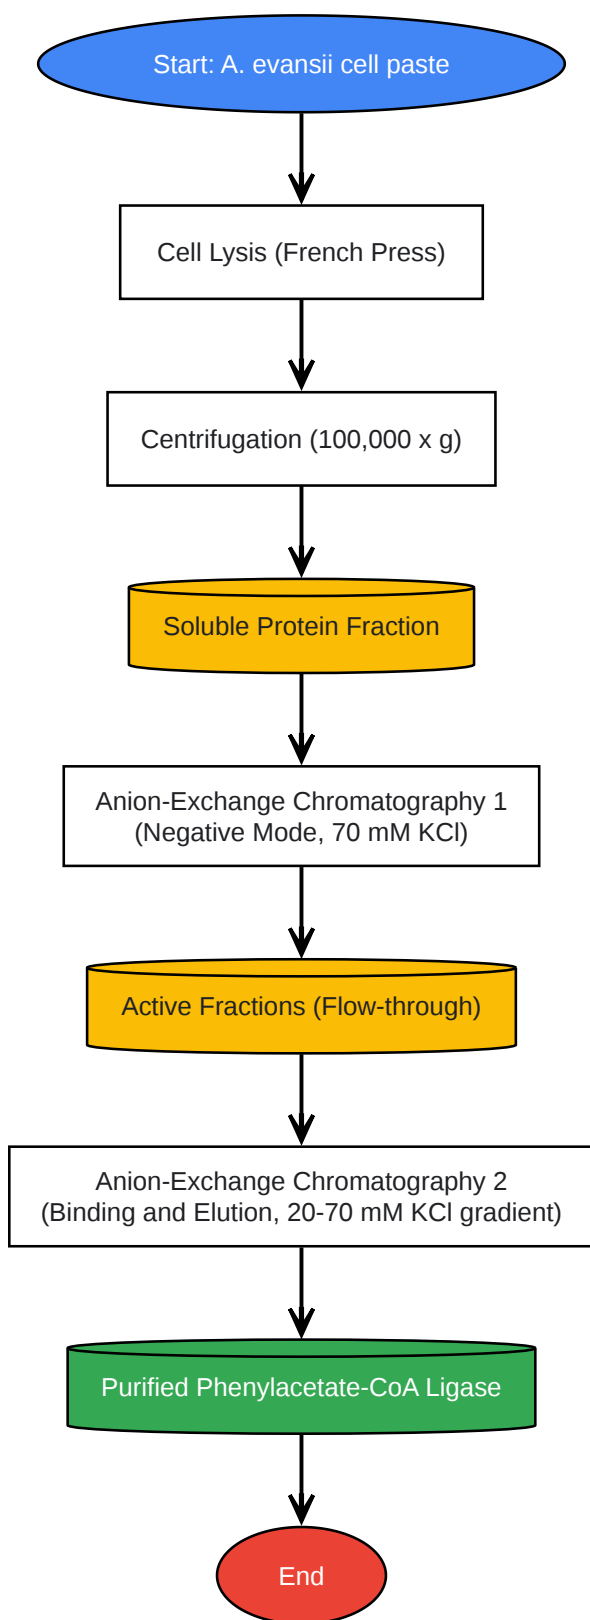 Start: A. evansii cell paste
Cell Lysis (French Press)
Centrifugation (100,000 x g)
Soluble Protein Fraction
Anion-Exchange Chromatography 1
(Negative Mode, 70 mM KCl)
Active Fractions (Flow-through)
Anion-Exchange Chromatography 2
(Binding and Elution, 20-70 mM KCl gradient)
Purified Phenylacetate-CoA Ligase
End